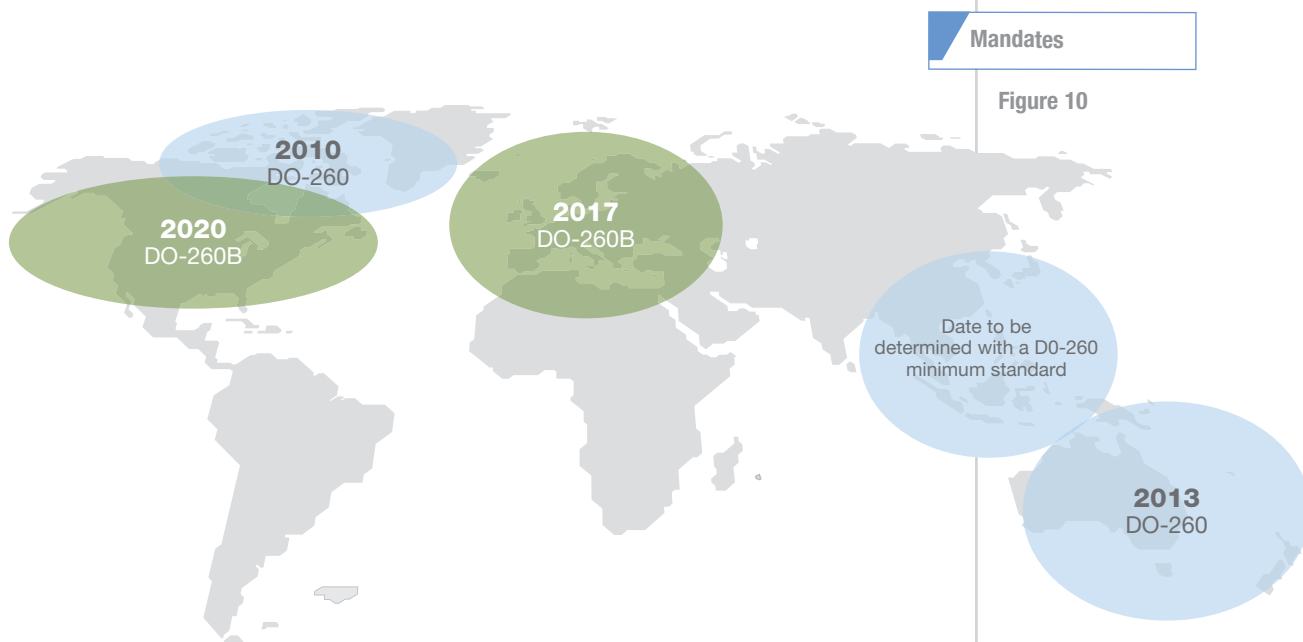 Mandates
Figure 10
2010
DO-260
2020
DO-260B
2017
DO-260B
Date to be
determined with a D0-260
minimum standard
2013
DO-260